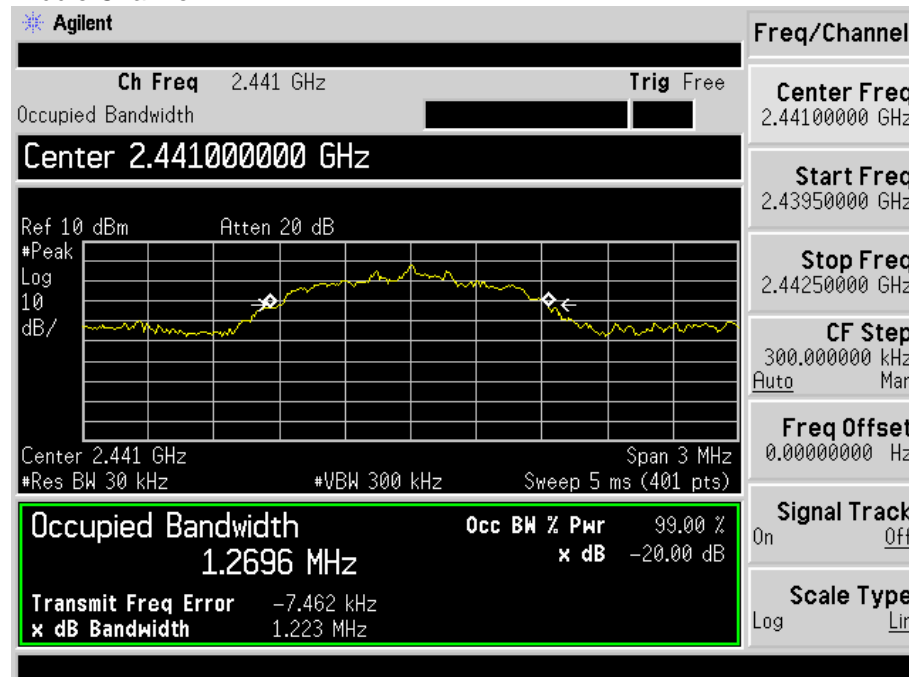 Agilent
Freq/Channel
Ch Freq 2.441 GHz Trig Free
Occupied Bandwidth
Center 2.441000000 GHz
Ref 10 dBm Atten 20 dB
#Peak
Log
10
dB/
Center 2.441 GHz Span 3 MHz
#Res BW 30 kHz #VBW 300 kHz Sweep 5 ms (401 pts)
Occupied Bandwidth Occ BW % Pwr 99.00 %
1.2696 MHz x dB -20.00 dB
Transmit Freq Error -7.462 kHz
x dB Bandwidth 1.223 MHz
Center Freq
2.44100000 GHz
Start Freq
2.43950000 GHz
Stop Freq
2.44250000 GHz
CF Step
300.000000 kHz
Auto Man
Freq Offset
0.00000000 Hz
Signal Track
On Off
Scale Type
Log Lin